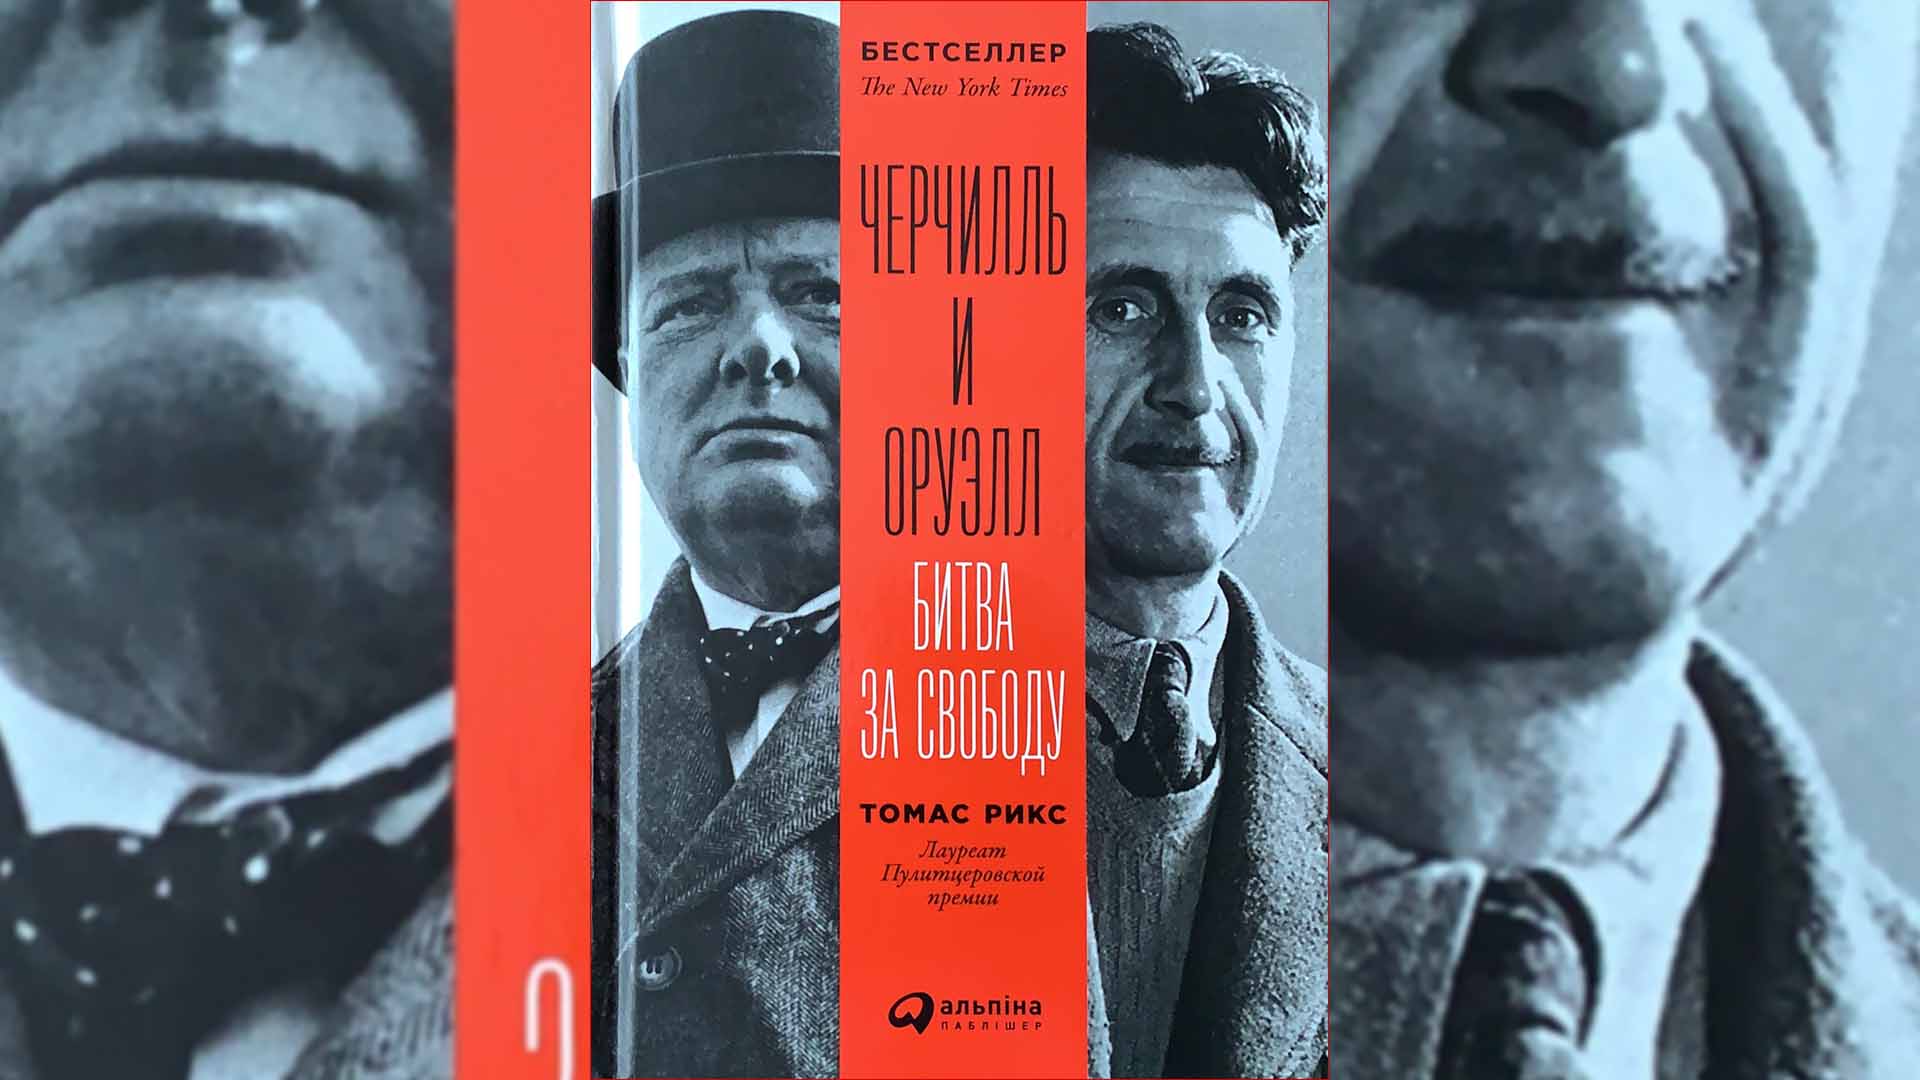 БЕСТСЕЛЛЕР
The New York Times
ЧЕРЧИЛЛЬ
И
ОРУЭЛЛ
БИТВА
ЗА СВОБОДУ
ТОМАС РИКС
Лауреат
Пулитцеровской
премии
альпіна
ПАБЛІШЕР